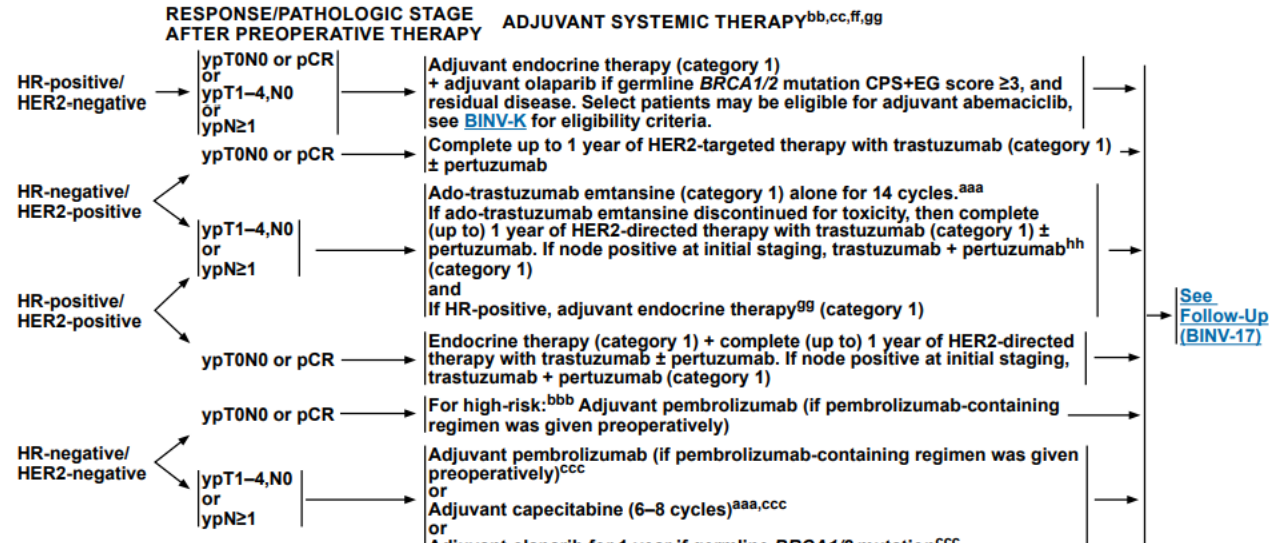 RESPONSE/PATHOLOGIC STAGE
AFTER PREOPERATIVE THERAPY
ADJUVANT SYSTEMIC THERAPYbb,cc,ff,gg
HR-positive/
HER2-negative
ypT0N0 or pCR
or
ypT1–4,N0
or
ypN≥1
Adjuvant endocrine therapy (category 1)
+ adjuvant olaparib if germline BRCA1/2 mutation CPS+EG score ≥3, and
residual disease. Select patients may be eligible for adjuvant abemaciclib,
see BINV-K for eligibility criteria.
HR-negative/
HER2-positive
ypT0N0 or pCR
Complete up to 1 year of HER2-targeted therapy with trastuzumab (category 1)
± pertuzumab
ypT1–4,N0
or
ypN≥1
Ado-trastuzumab emtansine (category 1) alone for 14 cycles.aaa
If ado-trastuzumab emtansine discontinued for toxicity, then complete
(up to) 1 year of HER2-directed therapy with trastuzumab (category 1) ±
pertuzumab. If node positive at initial staging, trastuzumab + pertuzumabhh
(category 1)
and
If HR-positive, adjuvant endocrine therapygg (category 1)
HR-positive/
HER2-positive
ypT0N0 or pCR
Endocrine therapy (category 1) + complete (up to) 1 year of HER2-directed
therapy with trastuzumab ± pertuzumab. If node positive at initial staging,
trastuzumab + pertuzumab (category 1)
HR-negative/
HER2-negative
ypT0N0 or pCR
For high-risk:bbb Adjuvant pembrolizumab (if pembrolizumab-containing
regimen was given preoperatively)
ypT1–4,N0
or
ypN≥1
Adjuvant pembrolizumab (if pembrolizumab-containing regimen was given
preoperatively)ccc
or
Adjuvant capecitabine (6–8 cycles)aaa,ccc
or
Adjuvant olaparib for 1 year if germline BRCA1/2 mutationccc
See
Follow-Up
(BINV-17)